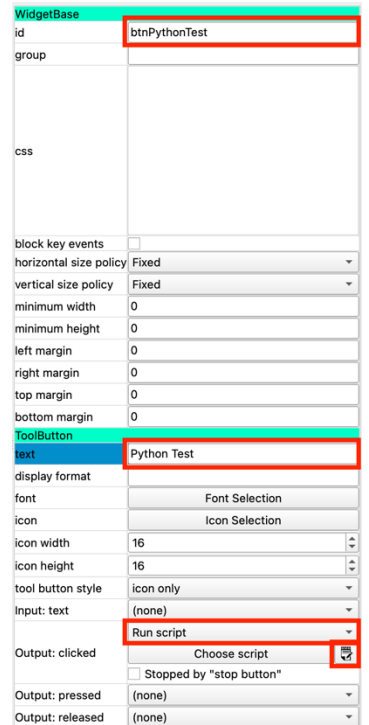 WidgetBase
id btnPythonTest
group
css
block key events
horizontal size policy Fixed
vertical size policy Fixed
minimum width 0
minimum height 0
left margin 0
right margin 0
top margin 0
bottom margin 0
ToolButton
text Python Test
display format
font Font Selection
icon Icon Selection
icon width 16
icon height 16
tool button style icon only
Input: text (none)
Run script
Output: clicked Choose script
Stopped by "stop button"
Output: pressed (none)
Output: released (none)